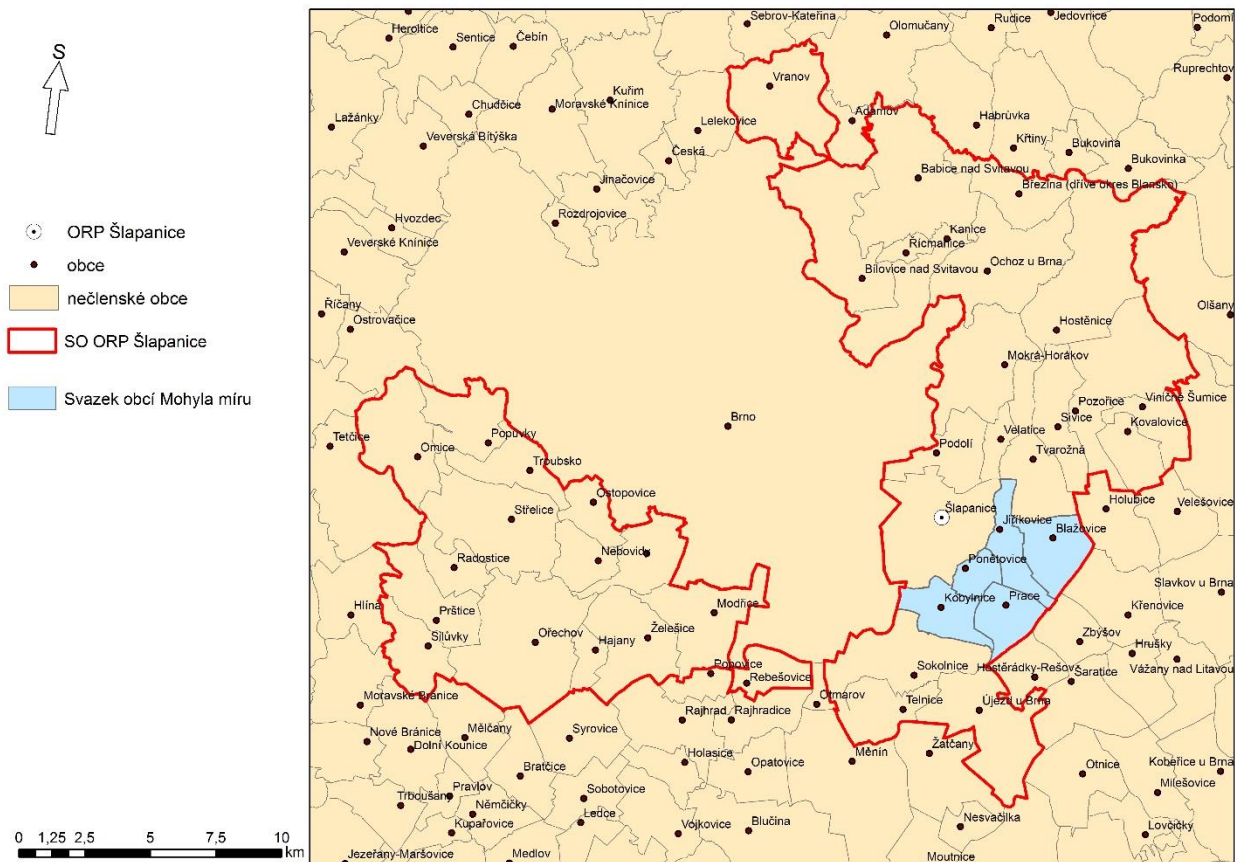 S
ORP Šlapanice
obce
nečlenské obce
SO ORP Šlapanice
Svazek obcí Mohyla míru
0 1,25 2,5 5 7,5 10
km
Heroltice
Sentice
Čebín
Sebrov-Kateřina
Olomučany
Rudice
Jedovnice
Podomí
Ruprechtov
Vranov
Kuřim
Chudčice
Moravské Knínice
Lažánky
Veverská Bítýška
Lelekovice
Česká
Adamov
Habrůvka
Křtiny
Bukovina
Bukovinka
Jinačovice
Babice nad Svitavou
Březina (dříve okres Blansko)
Rozdrojovice
Hvozdec
Veverské Knínice
Kanice
Řícmanice
Bílovice nad Svitavou
Ochoz u Brna
Říčany
Ostrovačice
Olšany
Hostěnice
Mokrá-Horákov
Viničné Šumice
Pozořice
Sivice
Kovalovice
Brno
Tetčice
Popůvky
Omice
Troubsko
Podolí
Velatice
Tvarožná
Ostopovice
Střelice
Holubice
Velešovice
Šlapanice
Jiříkovice
Blažovice
Nebovidy
Radostice
Ponětovice
Slavkov u Brna
Hlína
Prštice
Modřice
Kobylnice
Prace
Křenovice
Silůvky
Ořechov
Hajany
Želešice
Zbýšov
Hrušky
Vážany nad Litavou
Popovice
Rebešovice
Sokolnice
Hostěrádky-Rešov
Šaratice
Moravské Bránice
Rajhrad
Rajhradice
Otmarov
Telnice
Újezd u Brna
Nové Bránice
Dolní Kounice
Mělčany
Syrovice
Bratčice
Holasice
Opatovice
Měnín
Žatčany
Otnice
Kobeřice u Brna
Milešovice
Trboušany
Pravlov
Němčičky
Kupařovice
Sobotovice
Ledce
Vojkovice
Blučina
Nesvačilka
Lovčičky
Jezeřany-Maršovice
Medlov
Moutnice